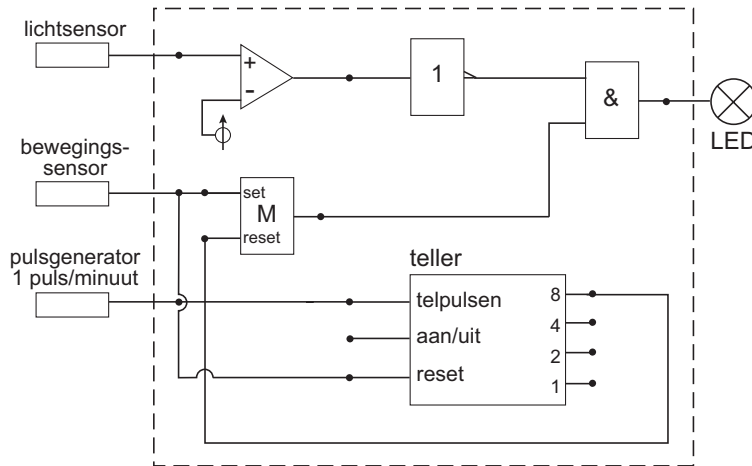 lichtsensor
+
-
1
&
LED
bewegings-
sensor
set
M
reset
pulsgenerator
1 puls/minuut
teller
telpulsen
aan/uit
reset
8
4
2
1